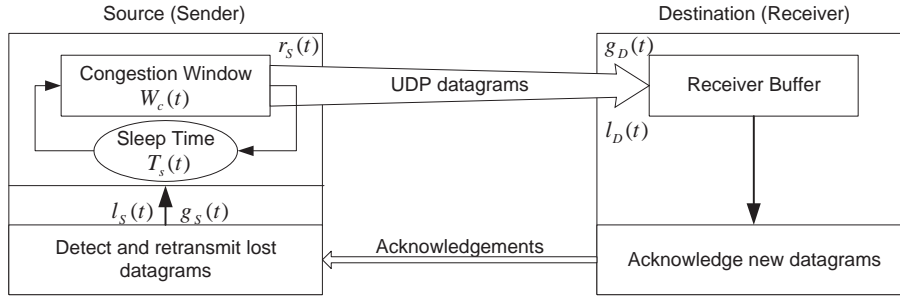 Source (Sender)
Destination (Receiver)
r_S(t)
g_D(t)
Congestion Window
W_c(t)
UDP datagrams
Receiver Buffer
Sleep Time
T_s(t)
l_D(t)
l_S(t) g_S(t)
Detect and retransmit lost
datagrams
Acknowledgements
Acknowledge new datagrams